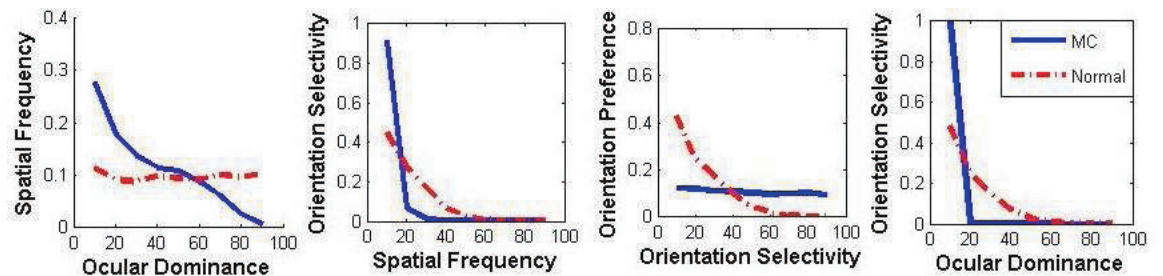 Spatial Frequency
0.4
0.3
0.2
0.1
0
0 20 40 60 80 100
Ocular Dominance
Orientation Selectivity
1
0.8
0.6
0.4
0.2
0
0 20 40 60 80 100
Spatial Frequency
Orientation Preference
0.8
0.6
0.4
0.2
0
0 20 40 60 80 100
Orientation Selectivity
Orientation Selectivity
1
0.8
0.6
0.4
0.2
0
0 20 40 60 80 100
Ocular Dominance
MC
Normal